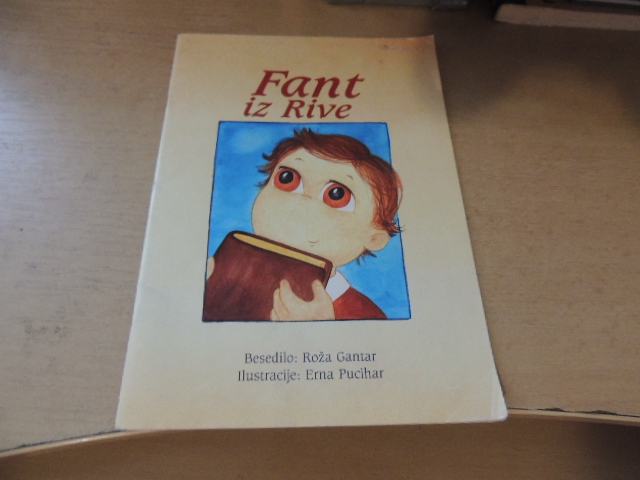 Fant
iz Rive
Besedilo: Roža Gantar
Ilustracije: Erna Pucihar